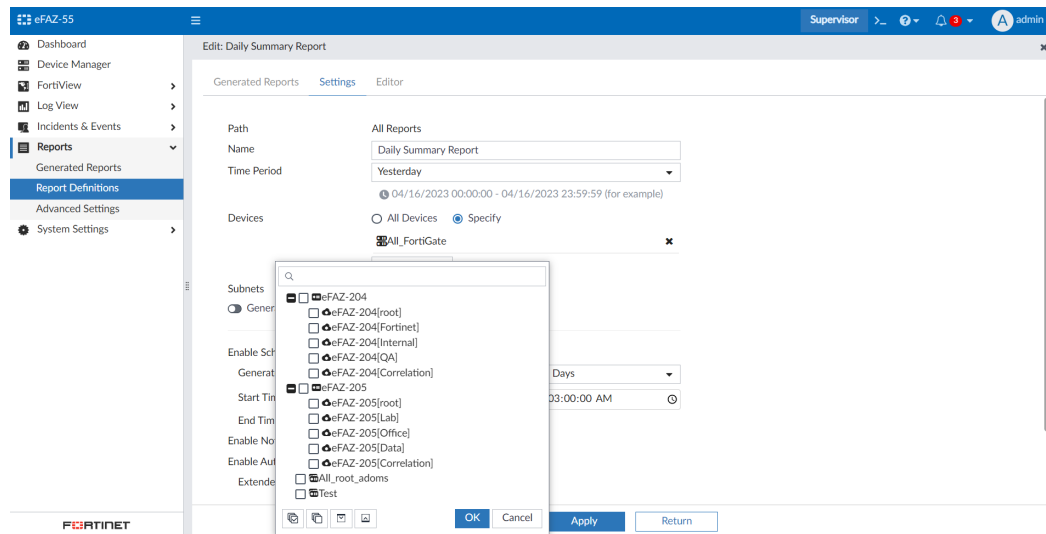 eFAZ-55
Supervisor
3
A admin
Dashboard
Device Manager
FortiView
Log View
Incidents & Events
Reports
Generated Reports
Report Definitions
Advanced Settings
System Settings
FORTINET
Edit: Daily Summary Report
Generated Reports Settings Editor
Path All Reports
Name Daily Summary Report
Time Period Yesterday
04/16/2023 00:00:00 - 04/16/2023 23:59:59 (for example)
Devices All Devices Specify
All_FortiGate
Subnets
Gener
Enable Sch
Generat Days
Start Tim 03:00:00 AM
End Tim
Enable No
Enable Aut
Extende
eFAZ-204
eFAZ-204[root]
eFAZ-204[Fortinet]
eFAZ-204[Internal]
eFAZ-204[QA]
eFAZ-204[Correlation]
eFAZ-205
eFAZ-205[root]
eFAZ-205[Lab]
eFAZ-205[Office]
eFAZ-205[Data]
eFAZ-205[Correlation]
All_root_adoms
Test
OK Cancel
Apply Return